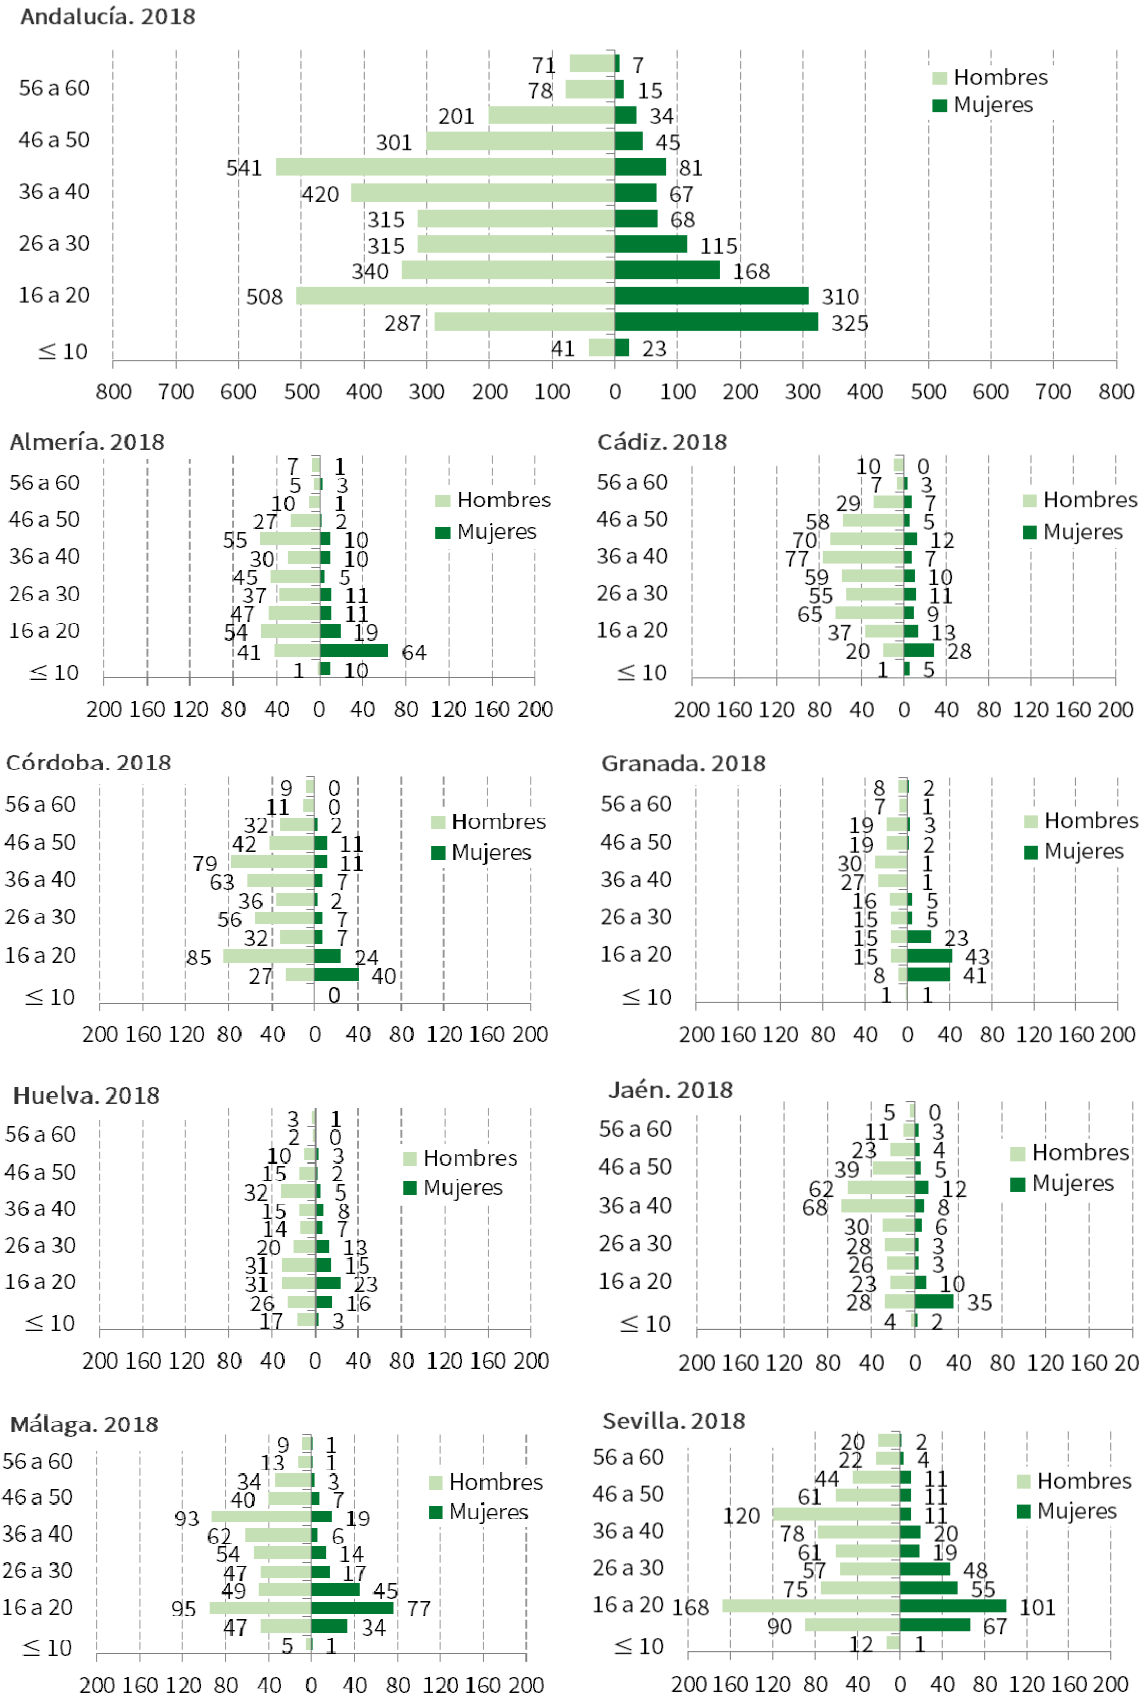 Andalucía. 2018
71 7
56 a 60 78 15
201 34
46 a 50 301 45
541 81
36 a 40 420 67
315 68
26 a 30 315 115
340 168
16 a 20 508 310
287 325
≤ 10 41 23
800 700 600 500 400 300 200 100 0 100 200 300 400 500 600 700 800
Hombres
Mujeres
Almería. 2018
7 1
56 a 60 5 3
10 1
46 a 50 27 2
55 10
36 a 40 30 10
45 5
26 a 30 37 11
47 11
16 a 20 54 19
41 64
≤ 10 1 10
200 160 120 80 40 0 40 80 120 160 200
Hombres
Mujeres
Cádiz. 2018
10 0
56 a 60 7 3
29 7
46 a 50 58 5
70 12
36 a 40 77 7
59 10
26 a 30 55 11
65 9
16 a 20 37 13
20 28
≤ 10 1 5
200 160 120 80 40 0 40 80 120 160 200
Hombres
Mujeres
Córdoba. 2018
9 0
56 a 60 11 0
32 2
46 a 50 42 11
79 11
36 a 40 63 7
36 2
26 a 30 56 7
32 7
16 a 20 85 24
27 40
≤ 10 0
200 160 120 80 40 0 40 80 120 160 200
Hombres
Mujeres
Granada. 2018
8 2
56 a 60 7 1
19 3
46 a 50 19 2
30 1
36 a 40 27 1
16 5
26 a 30 15 5
15 23
16 a 20 15 43
8 41
≤ 10 1 1
200 160 120 80 40 0 40 80 120 160 200
Hombres
Mujeres
Huelva. 2018
3 1
56 a 60 2 0
10 3
46 a 50 15 2
32 5
36 a 40 15 8
14 7
26 a 30 20 13
31 15
16 a 20 31 23
26 16
≤ 10 17 3
200 160 120 80 40 0 40 80 120 160 200
Hombres
Mujeres
Jaén. 2018
5 0
56 a 60 11 3
23 4
46 a 50 39 5
62 12
36 a 40 68 8
30 6
26 a 30 28 3
26 3
16 a 20 23 10
28 35
≤ 10 4 2
200 160 120 80 40 0 40 80 120 160 20
Hombres
Mujeres
Málaga. 2018
9 1
56 a 60 13 1
34 3
46 a 50 40 7
93 19
36 a 40 62 6
54 14
26 a 30 47 17
49 45
16 a 20 95 77
47 34
≤ 10 5 1
200 160 120 80 40 0 40 80 120 160 200
Hombres
Mujeres
Sevilla. 2018
20 2
56 a 60 22 4
44 11
46 a 50 61 11
120 11
36 a 40 78 20
61 19
26 a 30 57 48
75 55
16 a 20 168 101
90 67
≤ 10 12 1
200 160 120 80 40 0 40 80 120 160 200
Hombres
Mujeres